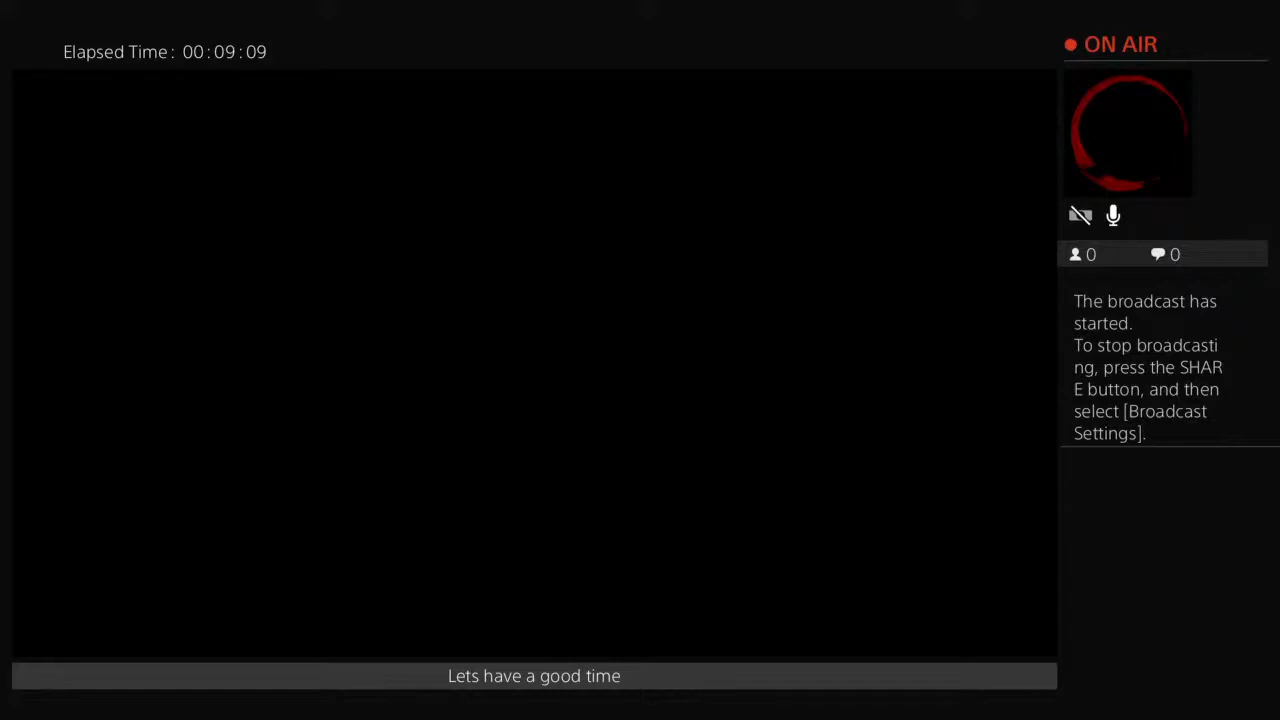 Elapsed Time: 00:09:09
ON AIR
0 0
The broadcast has
started.
To stop broadcasti
ng, press the SHAR
E button, and then
select [Broadcast
Settings].
Lets have a good time